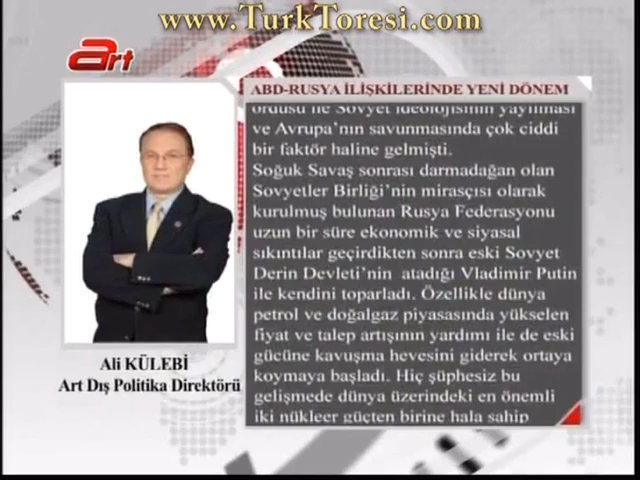 www.TurkToresi.com
Art
ABD-RUSYA İLİŞKİLERİNDE YENİ DÖNEM
ordusu ile Sovyet ideolojisinin yayılması
ve Avrupa'nın savunmasında çok ciddi
bir faktör haline gelmişti.
Soğuk Savaş sonrası darmadağan olan
Sovyetler Birliği'nin mirasçısı olarak
kurulmuş bulunan Rusya Federasyonu
uzun bir süre ekonomik ve siyasal
sıkıntılar geçirdikten sonra eski Sovyet
Derin Devleti'nin atadığı Vladimir Putin
ile kendini toparladı. Özellikle dünya
petrol ve doğalgaz piyasasında yükselen
fiyat ve talep artışının yardımı ile de eski
gücüne kavuşma hevesini giderek ortaya
koymaya başladı. Hiç şüphesiz bu
gelişmede dünya üzerindeki en önemli
iki nükleer güçten birine hala sahip
Ali KÜLEBİ
Art Dış Politika Direktörü